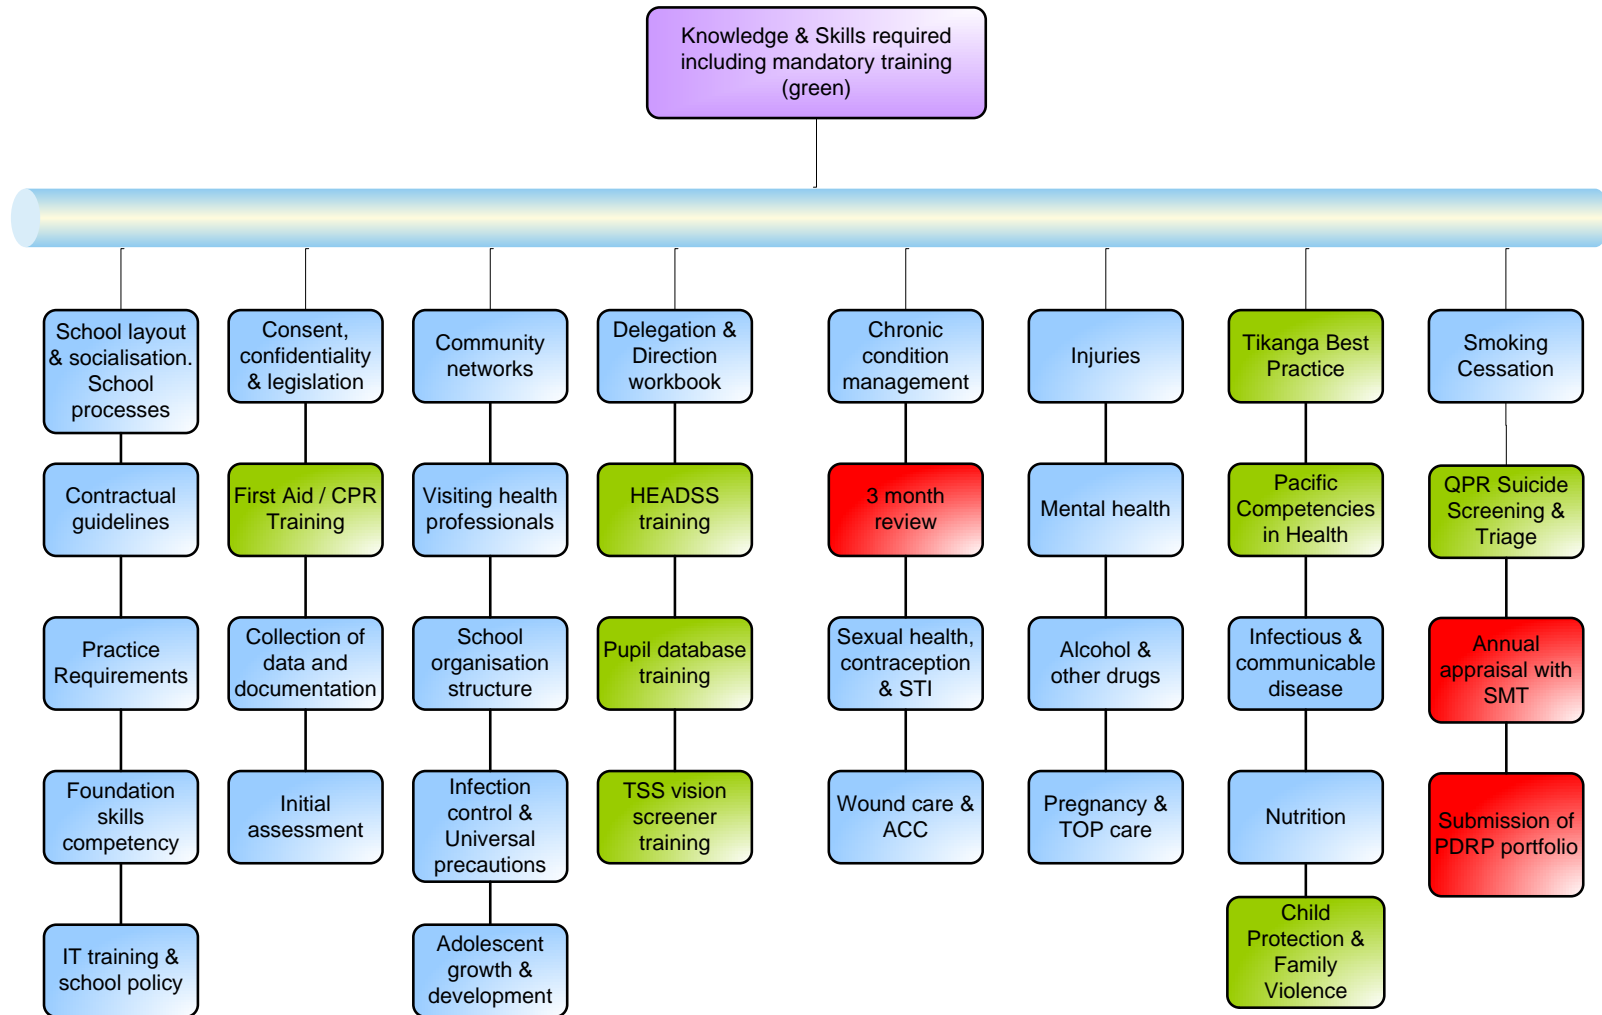 Knowledge & Skills required
including mandatory training
(green)
School layout
& socialisation.
School
processes
Contractual
guidelines
Practice
Requirements
Foundation
skills
competency
IT training &
school policy
Consent,
confidentiality
& legislation
First Aid / CPR
Training
Collection of
data and
documentation
Initial
assessment
Community
networks
Visiting health
professionals
School
organisation
structure
Infection
control &
Universal
precautions
Adolescent
growth &
development
Delegation &
Direction
workbook
HEADSS
training
Pupil database
training
TSS vision
screener
training
Chronic
condition
management
3 month
review
Sexual health,
contraception
& STI
Wound care &
ACC
Injuries
Mental health
Alcohol &
other drugs
Pregnancy &
TOP care
Tikanga Best
Practice
Pacific
Competencies
in Health
Infectious &
communicable
disease
Nutrition
Child
Protection &
Family
Violence
Smoking
Cessation
QPR Suicide
Screening &
Triage
Annual
appraisal with
SMT
Submission of
PDRP portfolio